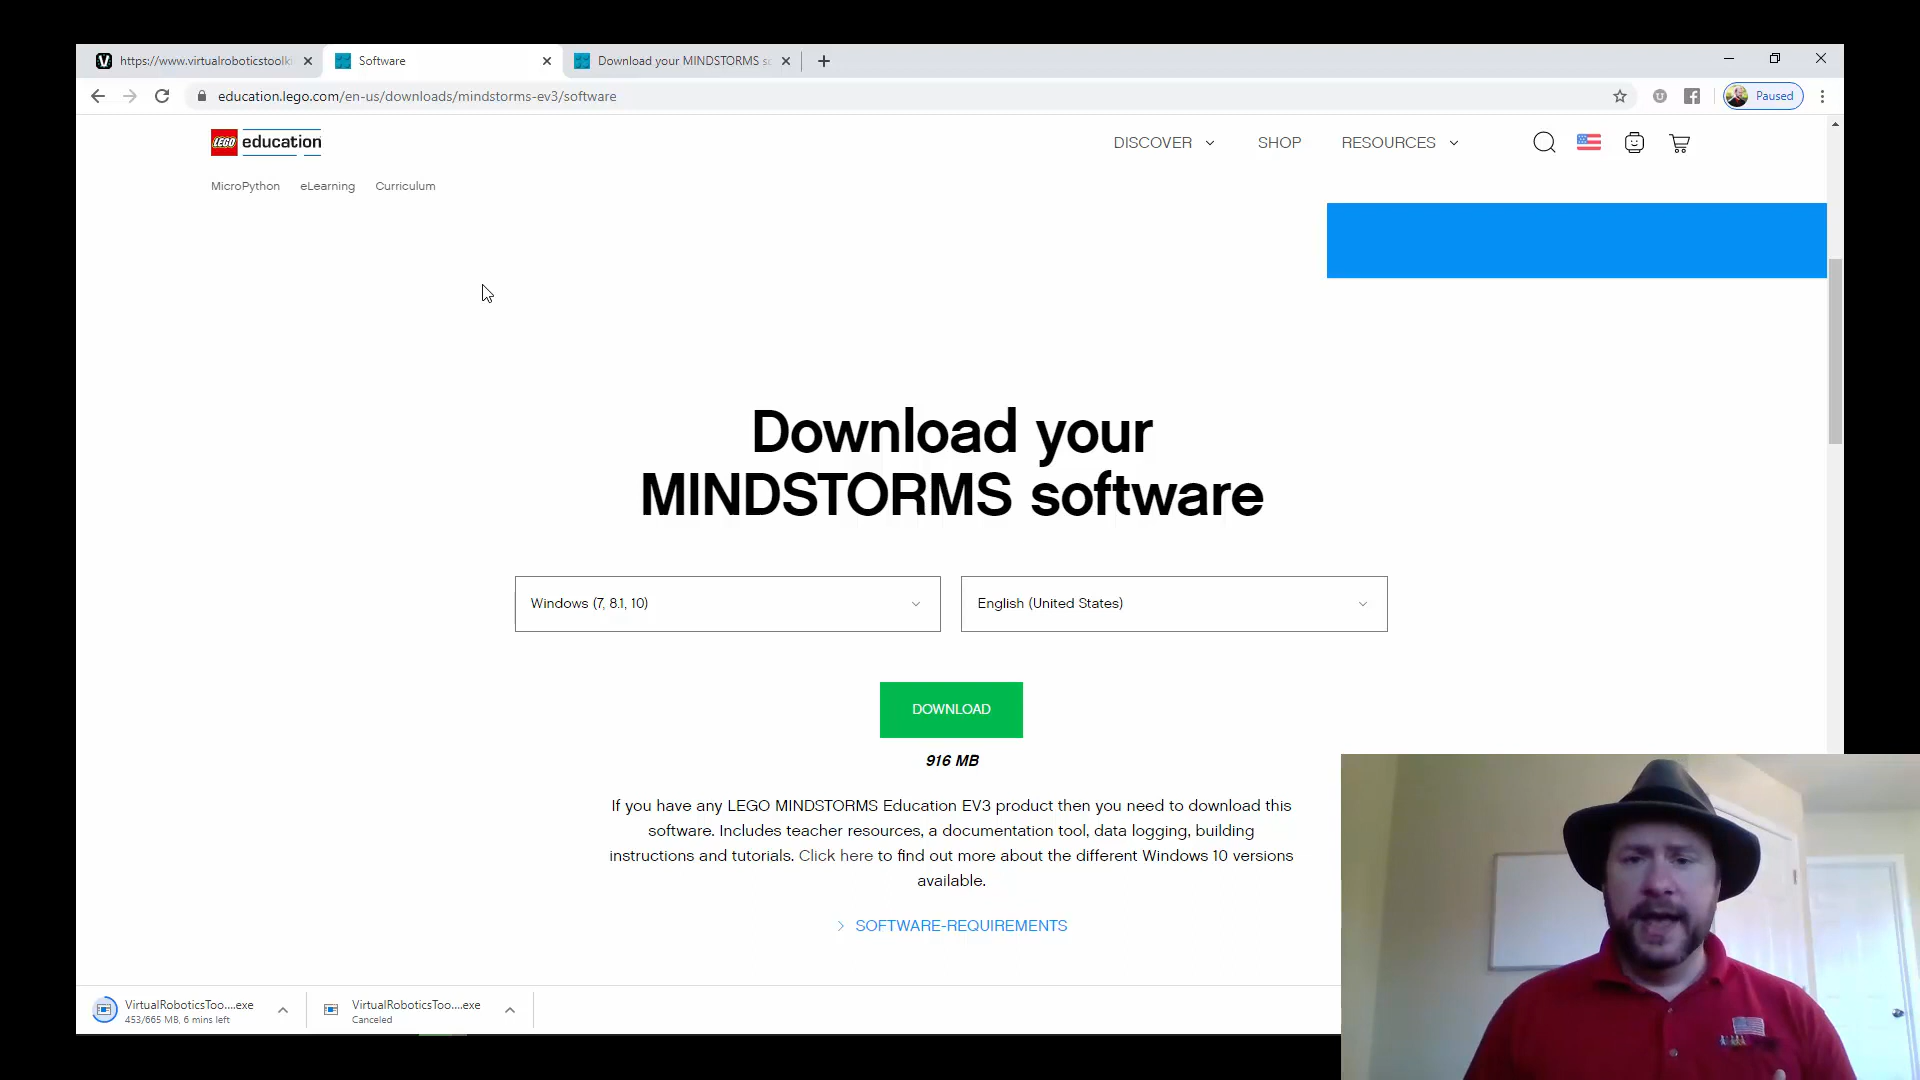 https://www.virtualroboticstoolk
Software
Download your MINDSTORMS so
education.lego.com/en-us/downloads/mindstorms-ev3/software
Paused
LEGO education
DISCOVER
SHOP
RESOURCES
MicroPython
eLearning
Curriculum
Download your
MINDSTORMS software
Windows (7, 8.1, 10)
English (United States)
DOWNLOAD
916 MB
If you have any LEGO MINDSTORMS Education EV3 product then you need to download this
software. Includes teacher resources, a documentation tool, data logging, building
instructions and tutorials. Click here to find out more about the different Windows 10 versions
available.
SOFTWARE-REQUIREMENTS
VirtualRoboticsToo....exe
453/665 MB, 6 mins left
VirtualRoboticsToo....exe
Canceled